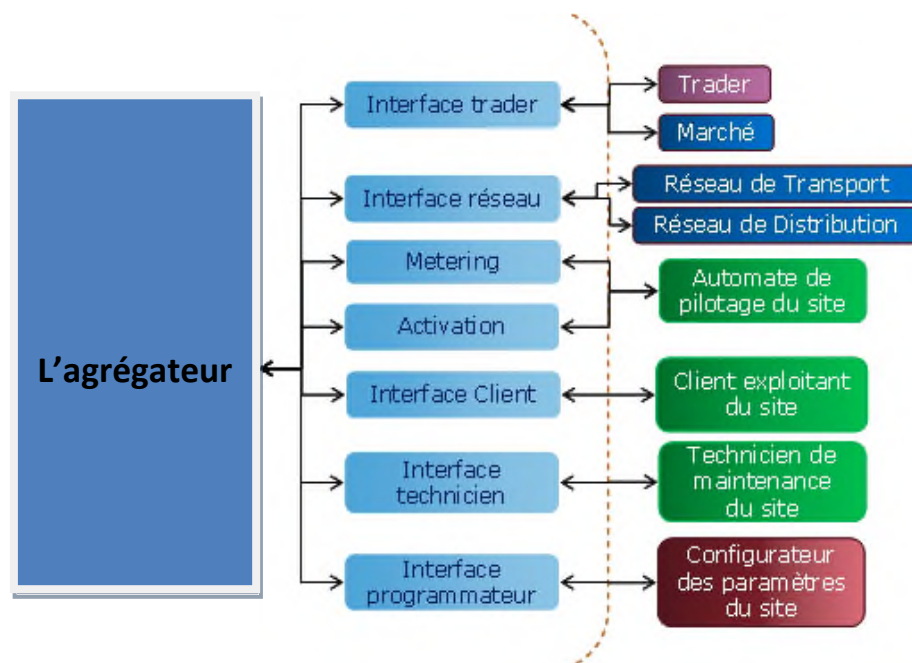 L'agrégateur
Interface trader
Interface réseau
Metering
Activation
Interface Client
Interface
technicien
Interface
programmateur
Trader
Marché
Réseau de Transport
Réseau de Distribution
Automate de
pilotage du site
Client exploitant
du site
Technicien de
maintenance
du site
Configurateur
des paramètres
du site